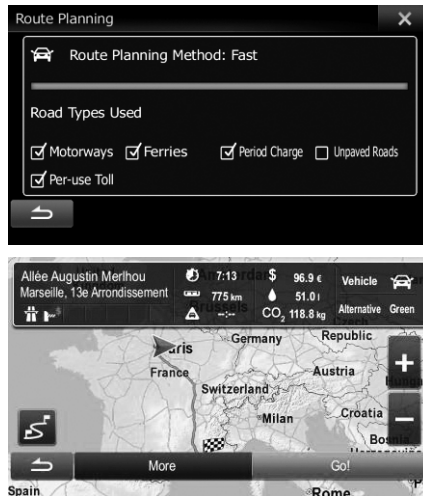 Route Planning
Route Planning Method: Fast
Road Types Used
Motorways Ferries Period Charge Unpaved Roads
Per-use Toll
Allée Augustin Merlhou 7:13 $ 96.9 € Vehicle
Marseille, 13e Arrondissement 775 km 51.0 l
--:-- CO2 118.8 kg Alternative Green
Germany Republic
France Austria
Switzerland
Milan Croatia
More Go!
Spain Rome